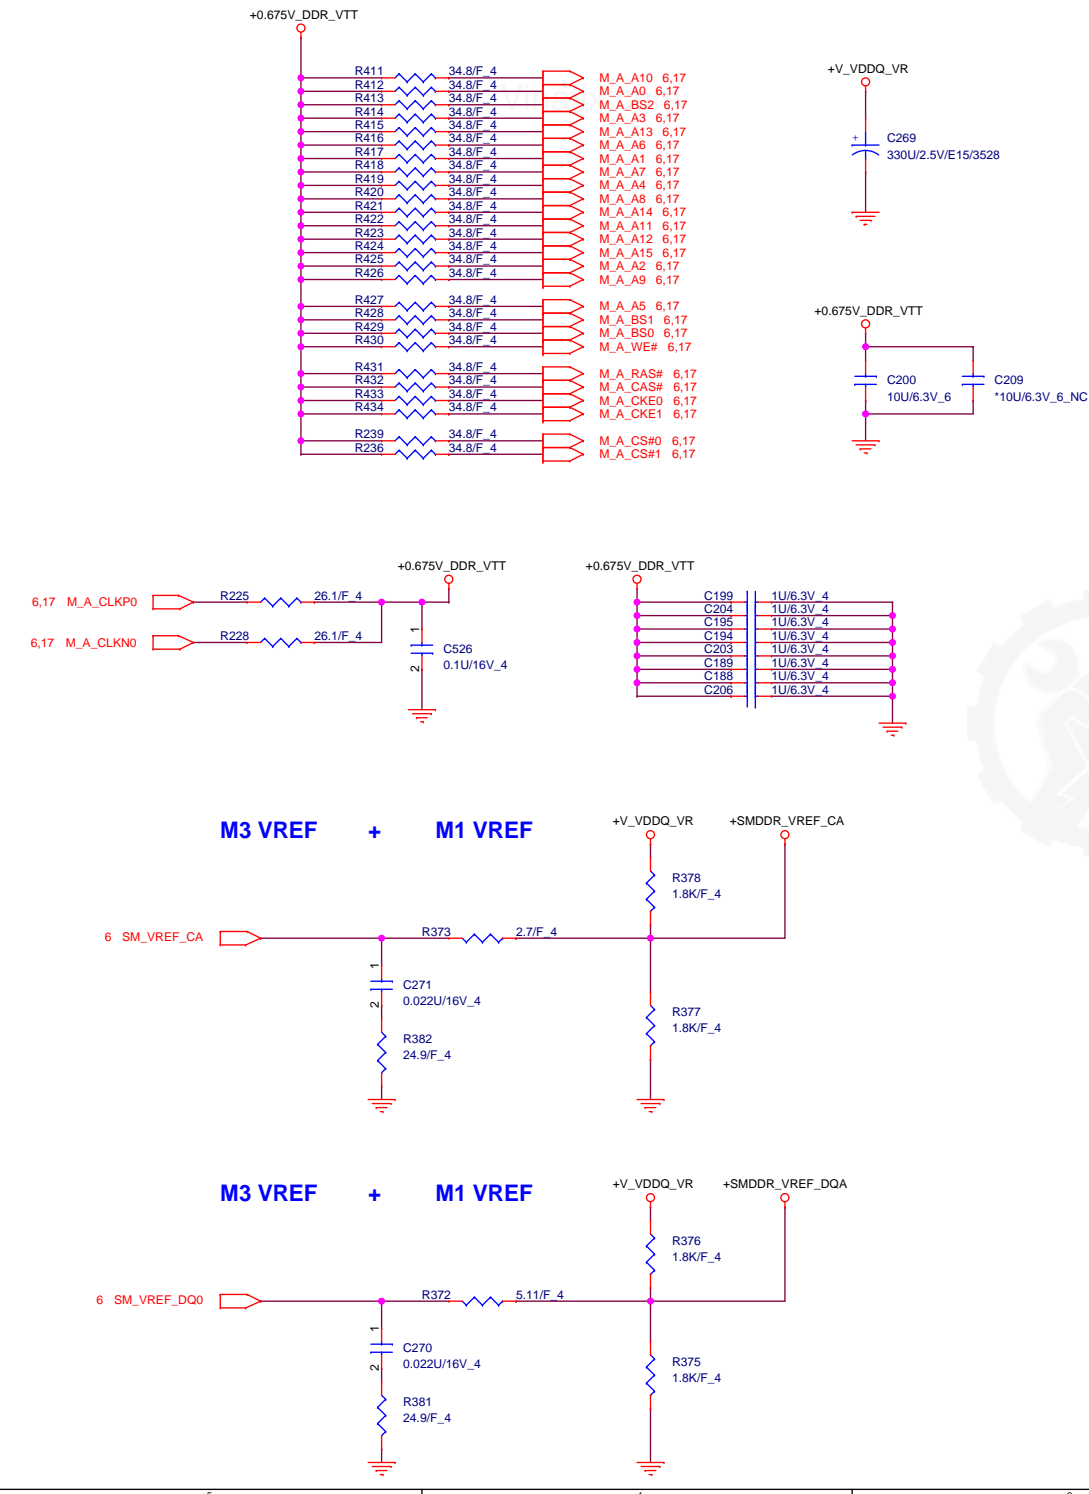 +0.675V_DDR_VTT
R411 34.8/F_4 M_A_A10 6,17
R412 34.8/F_4 M_A_A0 6,17
R413 34.8/F_4 M_A_BS2 6,17
R414 34.8/F_4 M_A_A3 6,17
R415 34.8/F_4 M_A_A13 6,17
R416 34.8/F_4 M_A_A6 6,17
R417 34.8/F_4 M_A_A1 6,17
R418 34.8/F_4 M_A_A7 6,17
R419 34.8/F_4 M_A_A4 6,17
R420 34.8/F_4 M_A_A8 6,17
R421 34.8/F_4 M_A_A14 6,17
R422 34.8/F_4 M_A_A11 6,17
R423 34.8/F_4 M_A_A12 6,17
R424 34.8/F_4 M_A_A15 6,17
R425 34.8/F_4 M_A_A2 6,17
R426 34.8/F_4 M_A_A9 6,17
R427 34.8/F_4 M_A_A5 6,17
R428 34.8/F_4 M_A_BS1 6,17
R429 34.8/F_4 M_A_BS0 6,17
R430 34.8/F_4 M_A_WE# 6,17
R431 34.8/F_4 M_A_RAS# 6,17
R432 34.8/F_4 M_A_CAS# 6,17
R433 34.8/F_4 M_A_CKE0 6,17
R434 34.8/F_4 M_A_CKE1 6,17
R239 34.8/F_4 M_A_CS#0 6,17
R236 34.8/F_4 M_A_CS#1 6,17
+V_VDDQ_VR
+
C269
330U/2.5V/E15/3528
+0.675V_DDR_VTT
C200
10U/6.3V_6
C209
*10U/6.3V_6_NC
+0.675V_DDR_VTT
6,17 M_A_CLKP0 R225 26.1/F_4
6,17 M_A_CLKN0 R228 26.1/F_4
1
2
C526
0.1U/16V_4
+0.675V_DDR_VTT
C199 1U/6.3V_4
C204 1U/6.3V_4
C195 1U/6.3V_4
C194 1U/6.3V_4
C203 1U/6.3V_4
C189 1U/6.3V_4
C188 1U/6.3V_4
C206 1U/6.3V_4
M3 VREF + M1 VREF
+V_VDDQ_VR +SMDDR_VREF_CA
R378
1.8K/F_4
6 SM_VREF_CA R373 2.7/F_4
1
2
C271
0.022U/16V_4
R377
1.8K/F_4
R382
24.9/F_4
M3 VREF + M1 VREF
+V_VDDQ_VR +SMDDR_VREF_DQA
R376
1.8K/F_4
6 SM_VREF_DQ0 R372 5.11/F_4
1
2
C270
0.022U/16V_4
R375
1.8K/F_4
R381
24.9/F_4